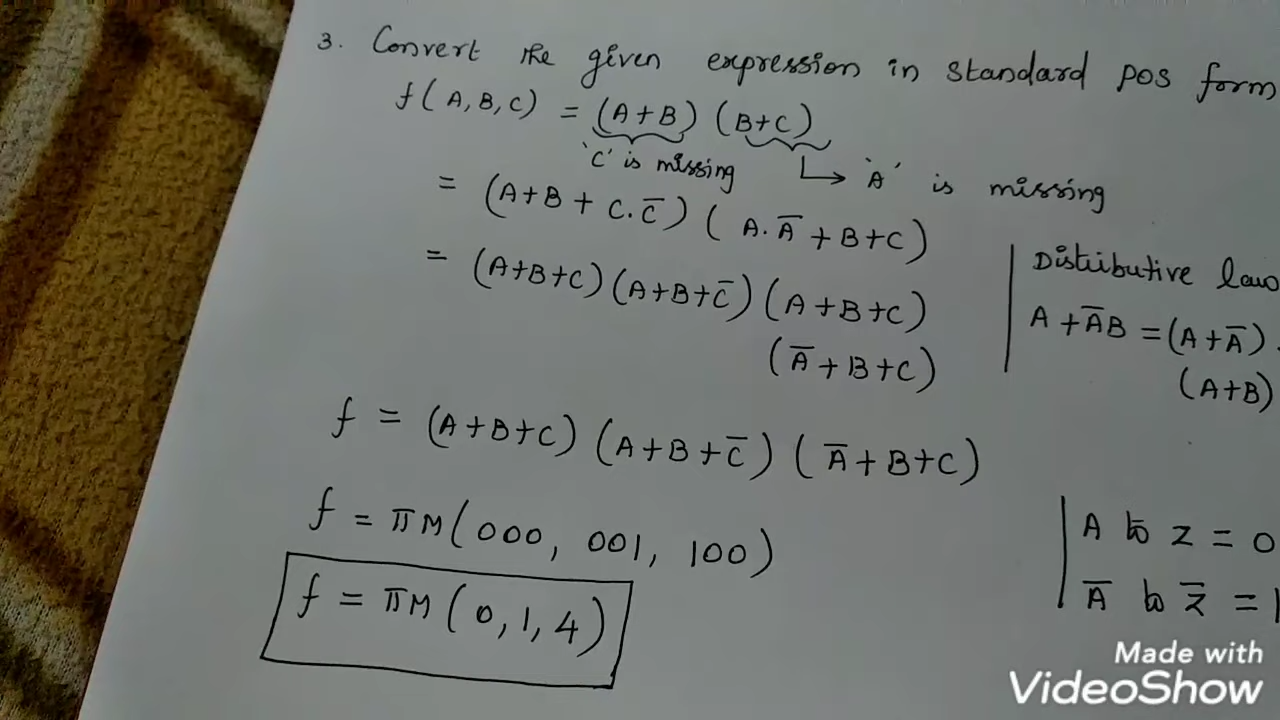 3. Convert the given expression in standard POS form
f(A,B,C) = (A+B) (B+C)
'C' is missing → 'A' is missing
= (A+B + C.C̅) (A.A̅ + B+C)
= (A+B+C) (A+B+C̅) (A+B+C)
(A̅+B+C)
Distributive law
A + A̅B = (A+A̅).
(A+B)
f = (A+B+C) (A+B+C̅) (A̅+B+C)
f = πM(000, 001, 100)
f = πM(0,1,4)
A to Z = 0
A̅ to Z̅ = 1
Made with
VideoShow